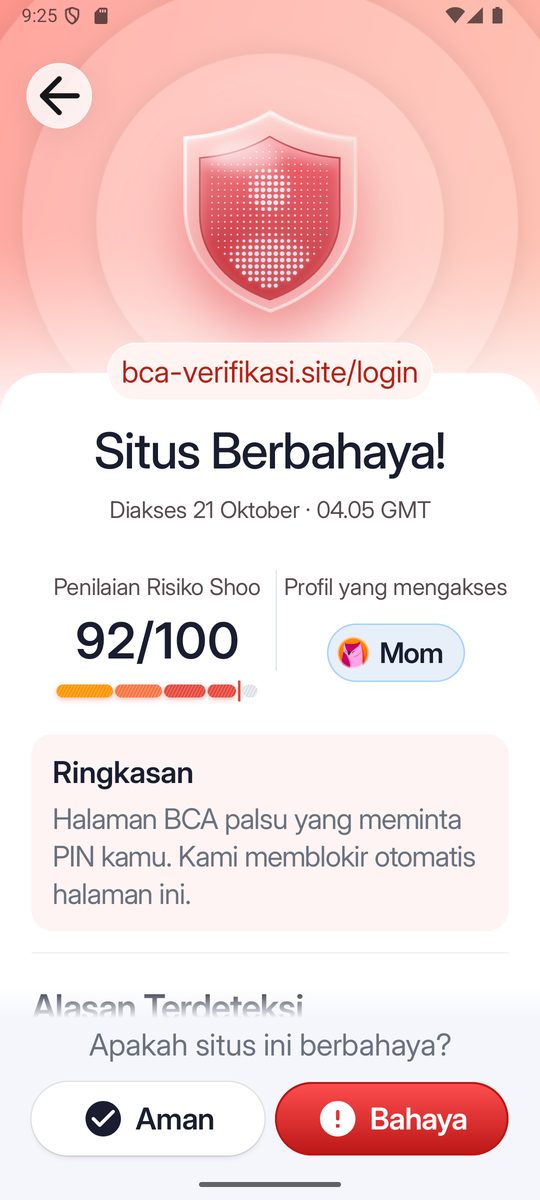 9:25
bca-verifikasi.site/login
Situs Berbahaya!
Diakses 21 Oktober · 04.05 GMT
Penilaian Risiko Shoo
92/100
Profil yang mengakses
Mom
Ringkasan
Halaman BCA palsu yang meminta
PIN kamu. Kami memblokir otomatis
halaman ini.
Alasan Terdeteksi
Apakah situs ini berbahaya?
Aman
Bahaya